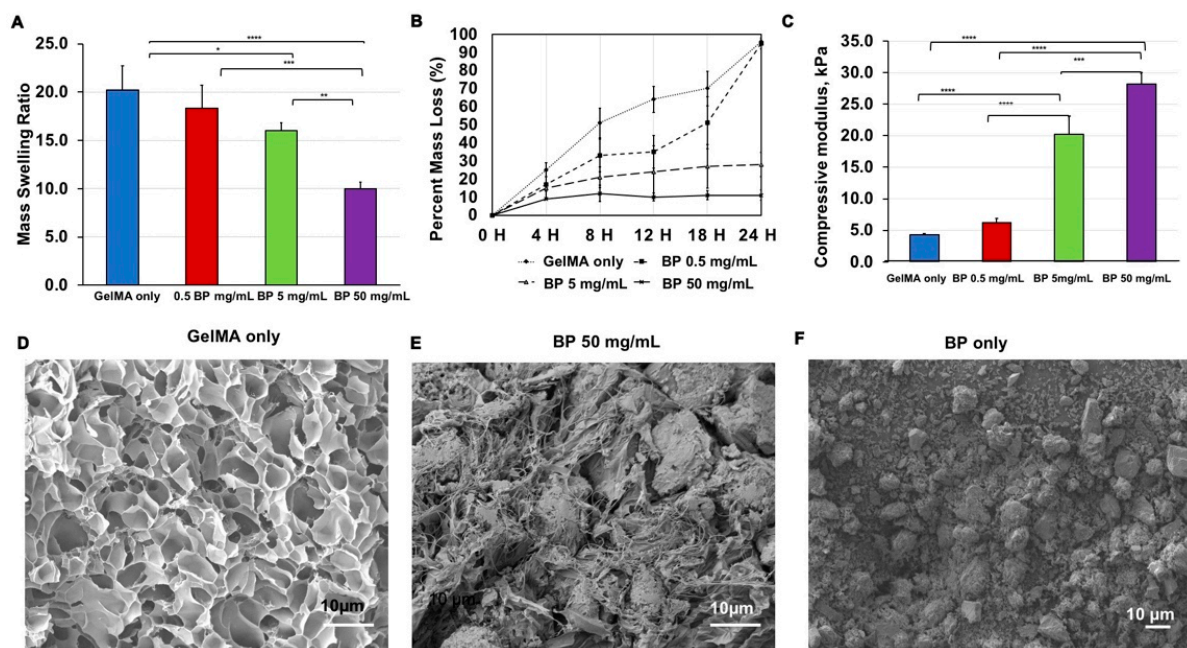 A
Mass Swelling Ratio
25.0
20.0
15.0
10.0
5.0
0.0
****
*
***
**
GelMA only
0.5 BP mg/mL
BP 5 mg/mL
BP 50 mg/mL
B
Percent Mass Loss (%)
100
90
80
70
60
50
40
30
20
10
0
0 H
4 H
8 H
12 H
18 H
24 H
GelMA only
BP 0.5 mg/mL
BP 5 mg/mL
BP 50 mg/mL
C
Compressive modulus, kPa
35.0
30.0
25.0
20.0
15.0
10.0
5.0
0.0
****
****
***
****
****
GelMA only
BP 0.5 mg/mL
BP 5mg/mL
BP 50 mg/mL
D
GelMA only
10µm
E
BP 50 mg/mL
10 µm
10µm
F
BP only
10 µm